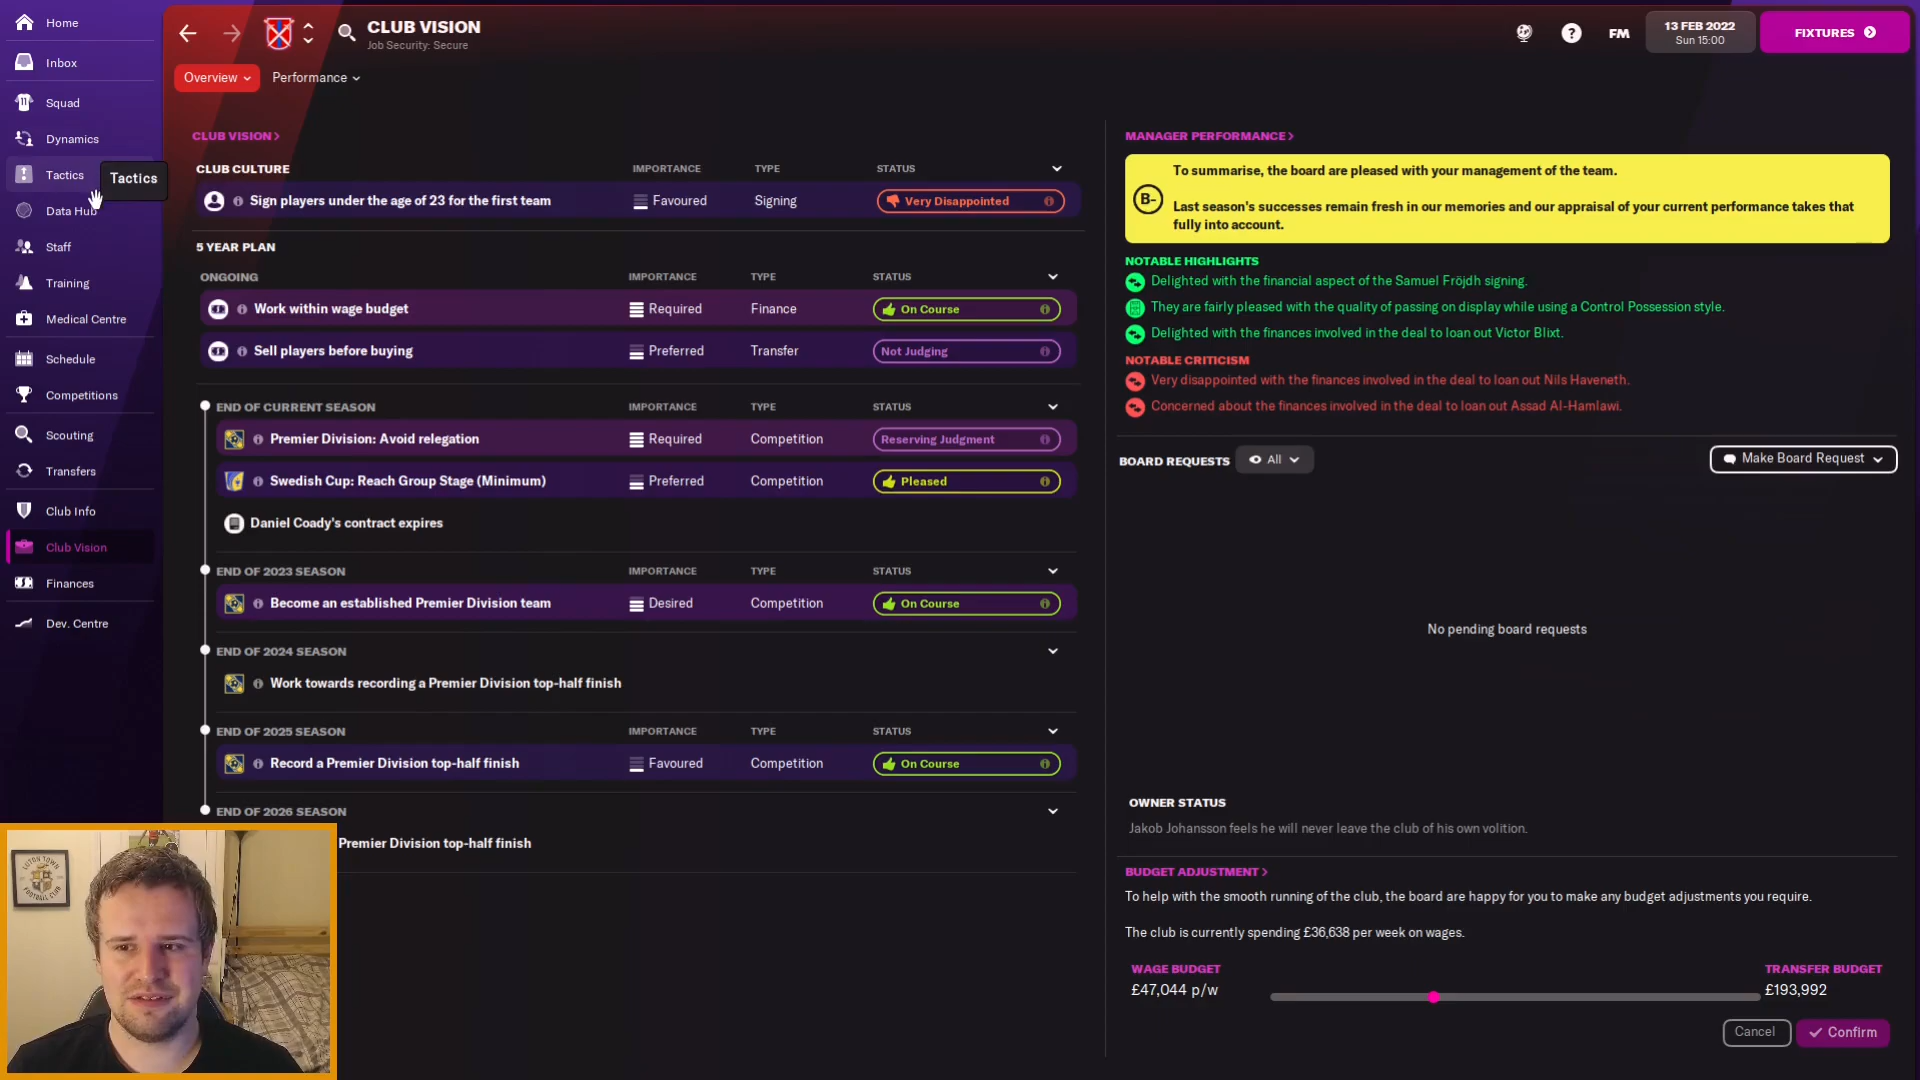 Home
Inbox
Squad
Dynamics
Tactics
Tactics
Data Hub
Staff
Training
Medical Centre
Schedule
Competitions
Scouting
Transfers
Club Info
Club Vision
Finances
Dev. Centre
CLUB VISION
Job Security: Secure
FM
13 FEB 2022
Sun 15:00
FIXTURES
Overview
Performance
CLUB VISION
CLUB CULTURE IMPORTANCE TYPE STATUS
Sign players under the age of 23 for the first team Favoured Signing Very Disappointed
5 YEAR PLAN
ONGOING IMPORTANCE TYPE STATUS
Work within wage budget Required Finance On Course
Sell players before buying Preferred Transfer Not Judging
END OF CURRENT SEASON IMPORTANCE TYPE STATUS
Premier Division: Avoid relegation Required Competition Reserving Judgment
Swedish Cup: Reach Group Stage (Minimum) Preferred Competition Pleased
Daniel Coady's contract expires
END OF 2023 SEASON IMPORTANCE TYPE STATUS
Become an established Premier Division team Desired Competition On Course
END OF 2024 SEASON
Work towards recording a Premier Division top-half finish
END OF 2025 SEASON IMPORTANCE TYPE STATUS
Record a Premier Division top-half finish Favoured Competition On Course
END OF 2026 SEASON
Premier Division top-half finish
MANAGER PERFORMANCE
B-
To summarise, the board are pleased with your management of the team.
Last season's successes remain fresh in our memories and our appraisal of your current performance takes that
fully into account.
NOTABLE HIGHLIGHTS
Delighted with the financial aspect of the Samuel Fröjdh signing.
They are fairly pleased with the quality of passing on display while using a Control Possession style.
Delighted with the finances involved in the deal to loan out Victor Blixt.
NOTABLE CRITICISM
Very disappointed with the finances involved in the deal to loan out Nils Haveneth.
Concerned about the finances involved in the deal to loan out Assad Al-Hamlawi.
BOARD REQUESTS All Make Board Request
No pending board requests
OWNER STATUS
Jakob Johansson feels he will never leave the club of his own volition.
BUDGET ADJUSTMENT
To help with the smooth running of the club, the board are happy for you to make any budget adjustments you require.
The club is currently spending £36,638 per week on wages.
WAGE BUDGET TRANSFER BUDGET
£47,044 p/w £193,992
Cancel Confirm
LUTON TOWN
FOOTBALL CLUB